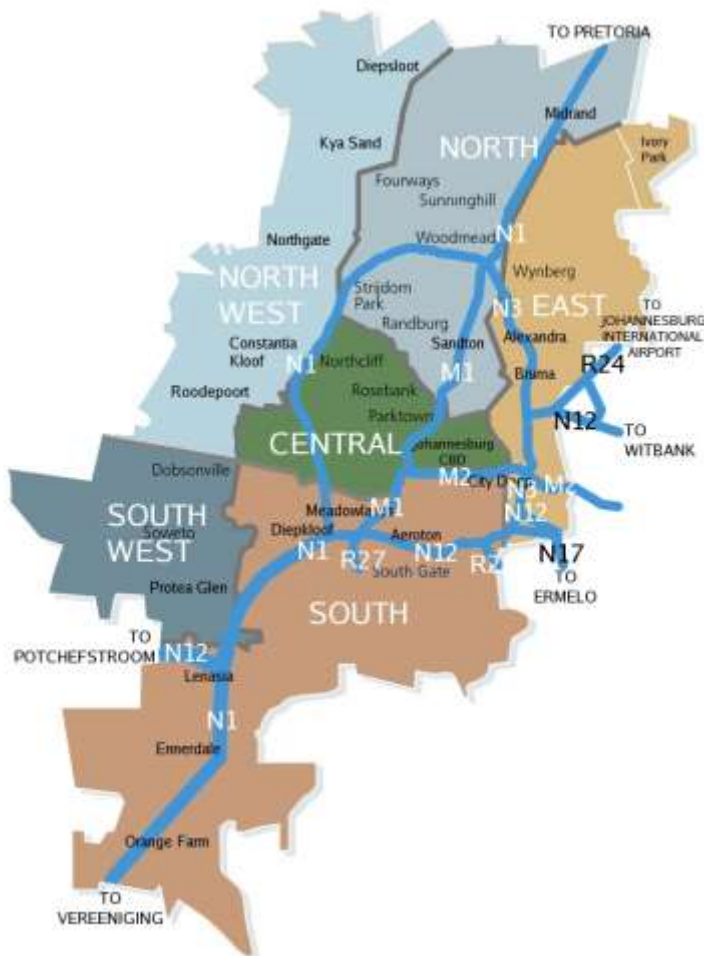 TO PRETORIA
Diepsloot
Midrand
Kya Sand
NORTH
Ivory
Park
Fourways
Sunninghill
Northgate
Woodmead
N1
NORTH
WEST
Wynberg
Strijdom
Park
N3
EAST
TO
JOHANNESBURG
INTERNATIONAL
AIRPORT
Randburg
Constantia
Kloof
Sandton
Alexandra
N1
Northcliff
M1
Bruma
R24
Roodepoort
Rosebank
Parktown
N12
TO
WITBANK
CENTRAL
Johannesburg
CBD
Dobsonville
M2
City Deep
N3
M2
SOUTH
WEST
Soweto
Meadowlands
M1
N12
Diepkloof
N1
Aeroton
R27
N12
N17
South Gate
TO
ERMELO
Protea Glen
SOUTH
TO
POTCHEFSTROOM
N12
Lenasia
N1
Ennerdale
Orange Farm
TO
VEREENIGING